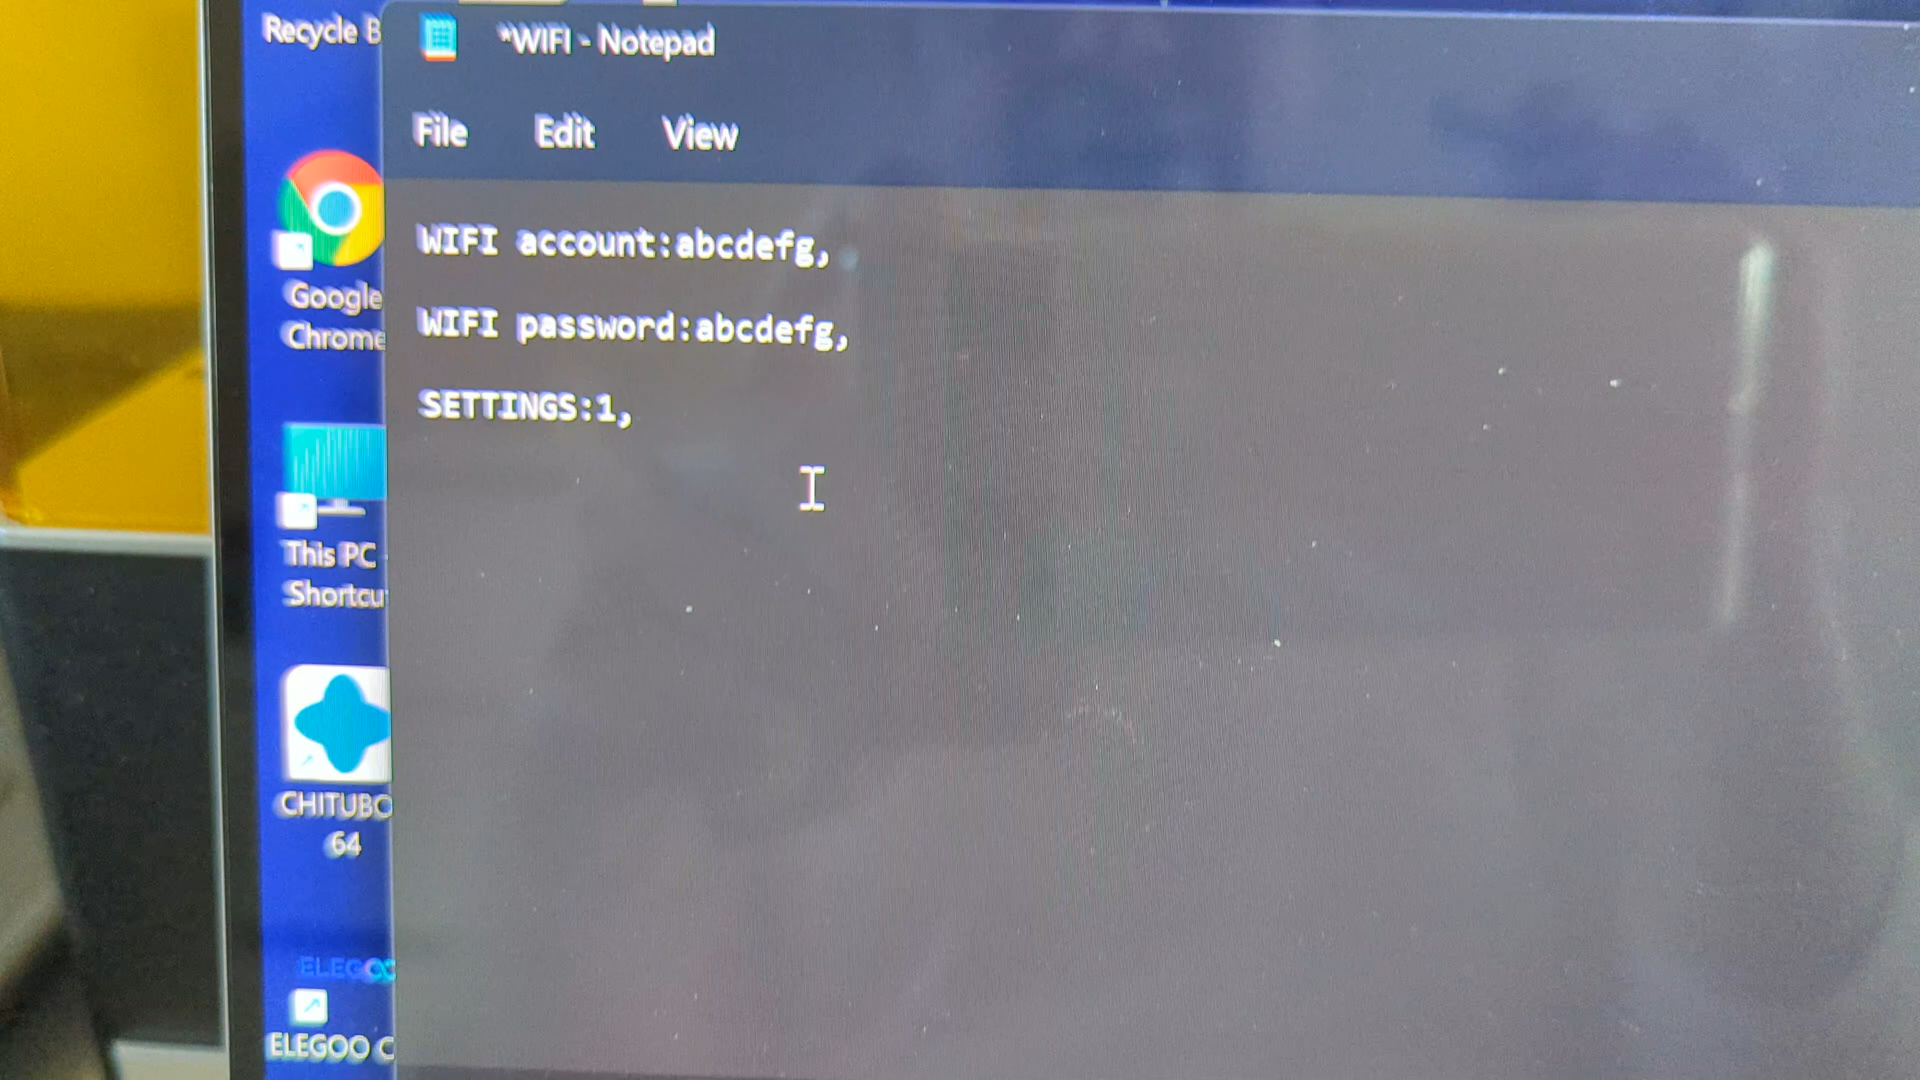 Recycle B
*WIFI - Notepad
File Edit View
WIFI account:abcdefg,
WIFI password:abcdefg,
SETTINGS:1,
Google
Chrome
This PC -
Shortcu
CHITUBO
64
ELEGOO
ELEGOO C